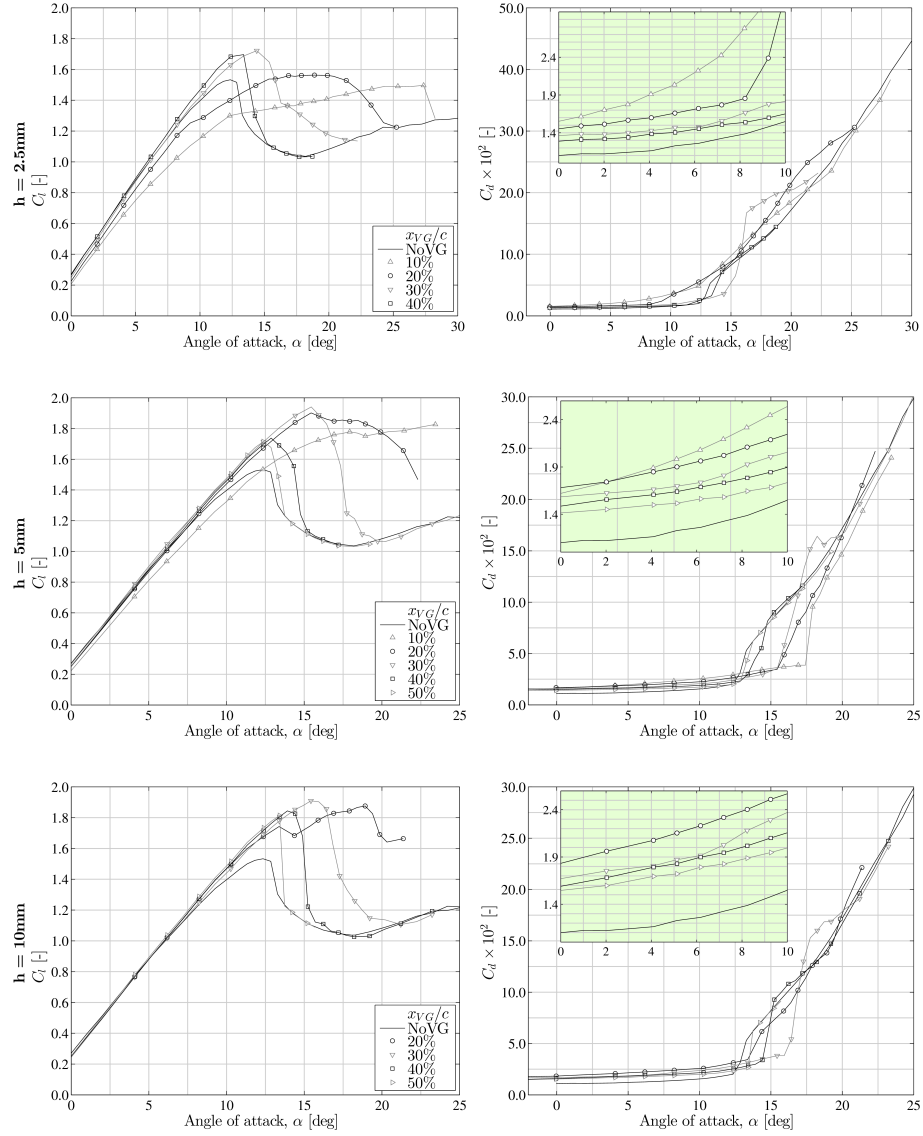 h = 2.5mm
C_l [-]
2.0
1.8
1.6
1.4
1.2
1.0
0.8
0.6
0.4
0.2
0.0
0 5 10 15 20 25 30
Angle of attack, α [deg]
x_VG/c
NoVG
10%
20%
30%
40%
C_d × 10² [-]
50.0
40.0
30.0
20.0
10.0
0.0
0 5 10 15 20 25 30
Angle of attack, α [deg]
2.4
1.9
1.4
0 2 4 6 8 10
h = 5mm
C_l [-]
2.0
1.8
1.6
1.4
1.2
1.0
0.8
0.6
0.4
0.2
0.0
0 5 10 15 20 25
Angle of attack, α [deg]
x_VG/c
NoVG
10%
20%
30%
40%
50%
C_d × 10² [-]
30.0
25.0
20.0
15.0
10.0
5.0
0.0
0 5 10 15 20 25
Angle of attack, α [deg]
2.4
1.9
1.4
0 2 4 6 8 10
h = 10mm
C_l [-]
2.0
1.8
1.6
1.4
1.2
1.0
0.8
0.6
0.4
0.2
0.0
0 5 10 15 20 25
Angle of attack, α [deg]
x_VG/c
NoVG
20%
30%
40%
50%
C_d × 10² [-]
30.0
25.0
20.0
15.0
10.0
5.0
0.0
0 5 10 15 20 25
Angle of attack, α [deg]
2.4
1.9
1.4
0 2 4 6 8 10